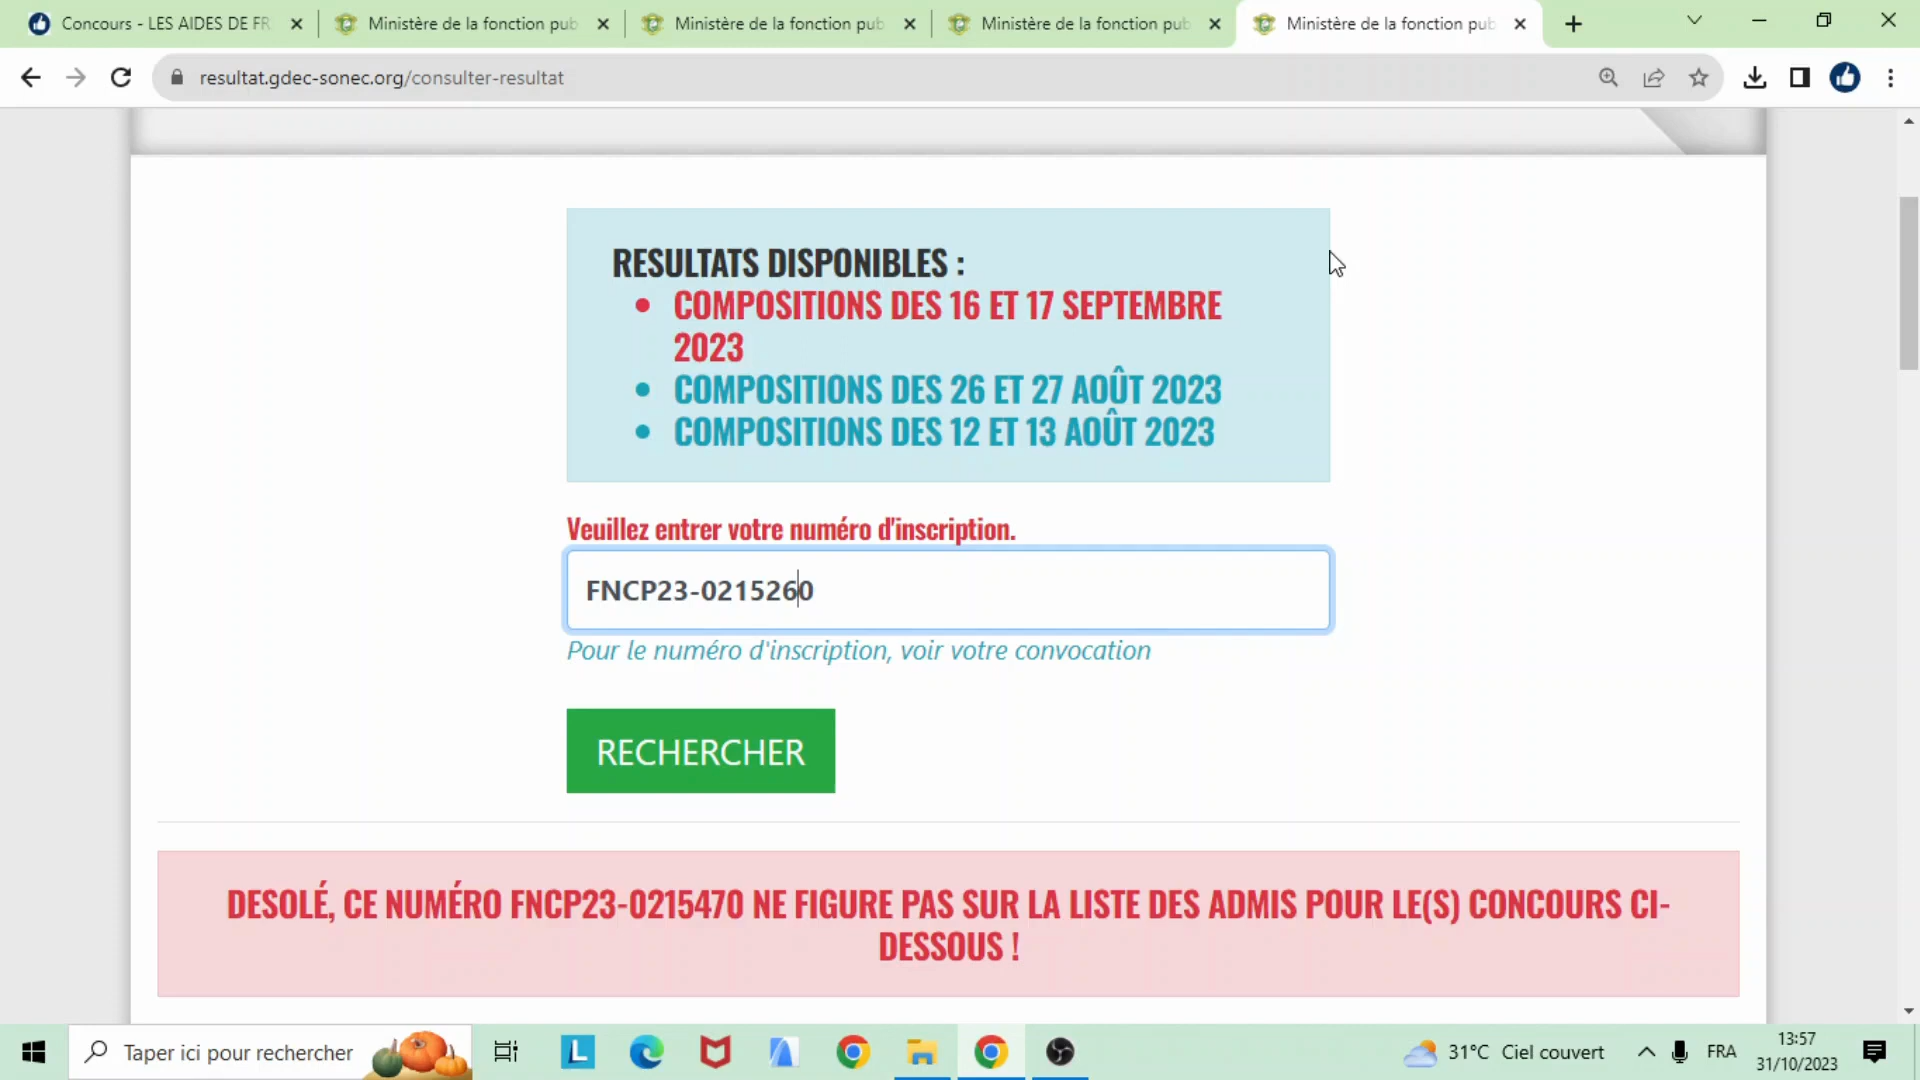 Concours - LES AIDES DE FR
Ministère de la fonction pub
Ministère de la fonction pub
Ministère de la fonction pub
Ministère de la fonction pub
resultat.gdec-sonec.org/consulter-resultat
RESULTATS DISPONIBLES :
COMPOSITIONS DES 16 ET 17 SEPTEMBRE
2023
COMPOSITIONS DES 26 ET 27 AOÛT 2023
COMPOSITIONS DES 12 ET 13 AOÛT 2023
Veuillez entrer votre numéro d'inscription.
FNCP23-0215260
Pour le numéro d'inscription, voir votre convocation
RECHERCHER
DESOLÉ, CE NUMÉRO FNCP23-0215470 NE FIGURE PAS SUR LA LISTE DES ADMIS POUR LE(S) CONCOURS CI-
DESSOUS !
Taper ici pour rechercher
L
31°C Ciel couvert
FRA
13:57
31/10/2023